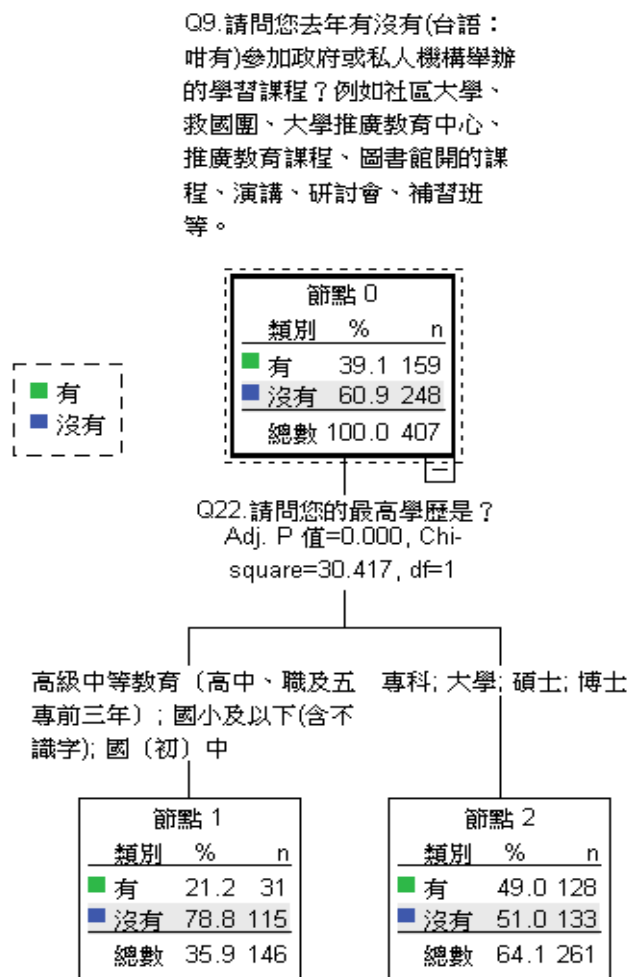 Q9.請問您去年有沒有(台語：
咁有)參加政府或私人機構舉辦
的學習課程？例如社區大學、
救國團、大學推廣教育中心、
推廣教育課程、圖書館開的課
程、演講、研討會、補習班
等。
節點 0
類別 % n
有 39.1 159
沒有 60.9 248
總數 100.0 407
有
沒有
Q22.請問您的最高學歷是？
Adj. P 值=0.000, Chi-
square=30.417, df=1
高級中等教育〔高中、職及五
專前三年〕; 國小及以下(含不
識字); 國〔初〕中
專科; 大學; 碩士; 博士
節點 1
類別 % n
有 21.2 31
沒有 78.8 115
總數 35.9 146
節點 2
類別 % n
有 49.0 128
沒有 51.0 133
總數 64.1 261